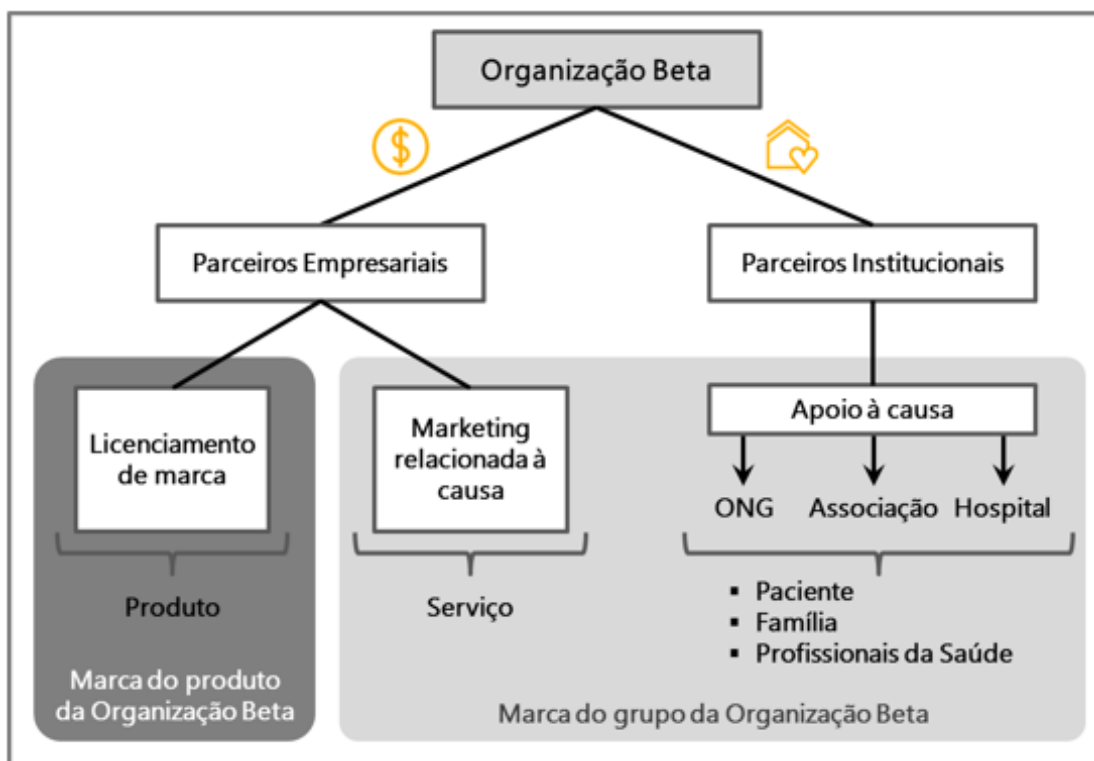 Organização Beta
$
Parceiros Empresariais
Parceiros Institucionais
Licenciamento
de marca
Produto
Marca do produto
da Organização Beta
Marketing
relacionada à
causa
Serviço
Apoio à causa
ONG
Associação
Hospital
▪ Paciente
▪ Família
▪ Profissionais da Saúde
Marca do grupo da Organização Beta